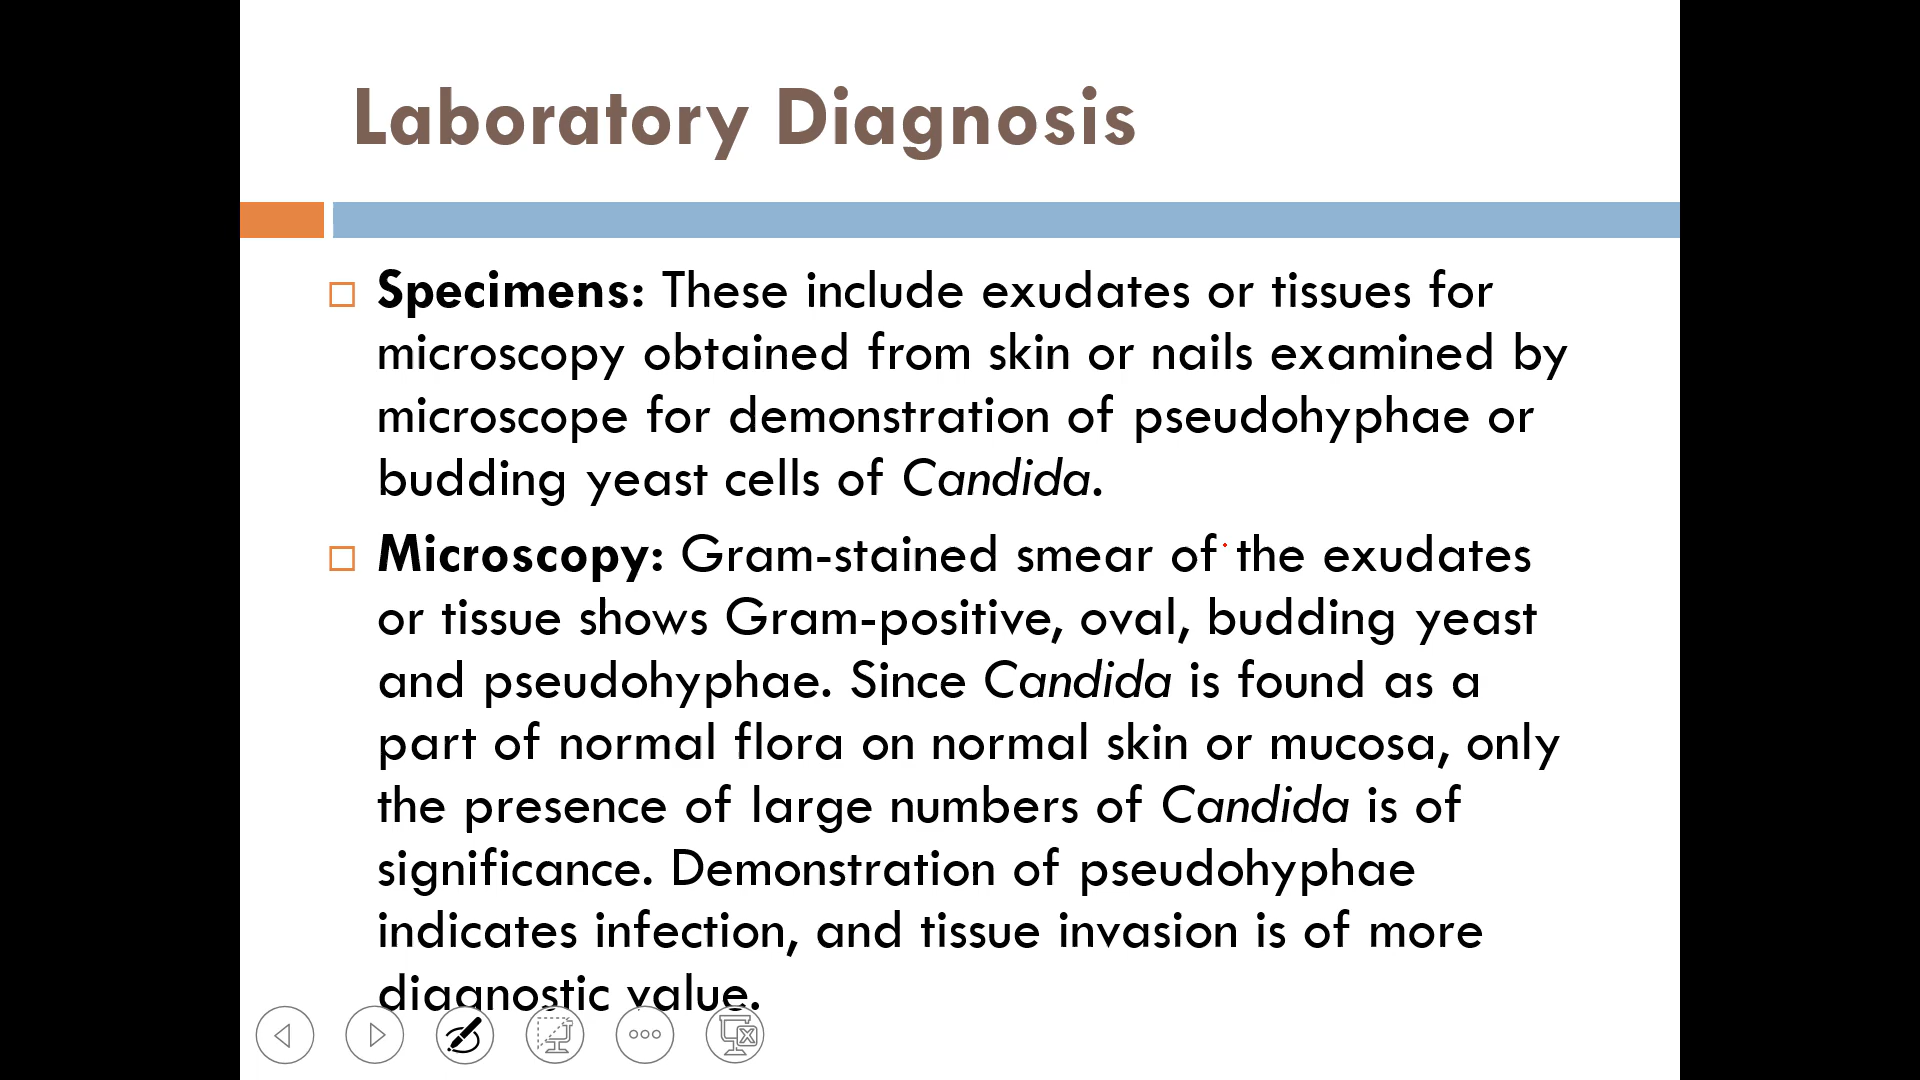 Laboratory Diagnosis
Specimens: These include exudates or tissues for
microscopy obtained from skin or nails examined by
microscope for demonstration of pseudohyphae or
budding yeast cells of Candida.
Microscopy: Gram-stained smear of the exudates
or tissue shows Gram-positive, oval, budding yeast
and pseudohyphae. Since Candida is found as a
part of normal flora on normal skin or mucosa, only
the presence of large numbers of Candida is of
significance. Demonstration of pseudohyphae
indicates infection, and tissue invasion is of more
diagnostic value.